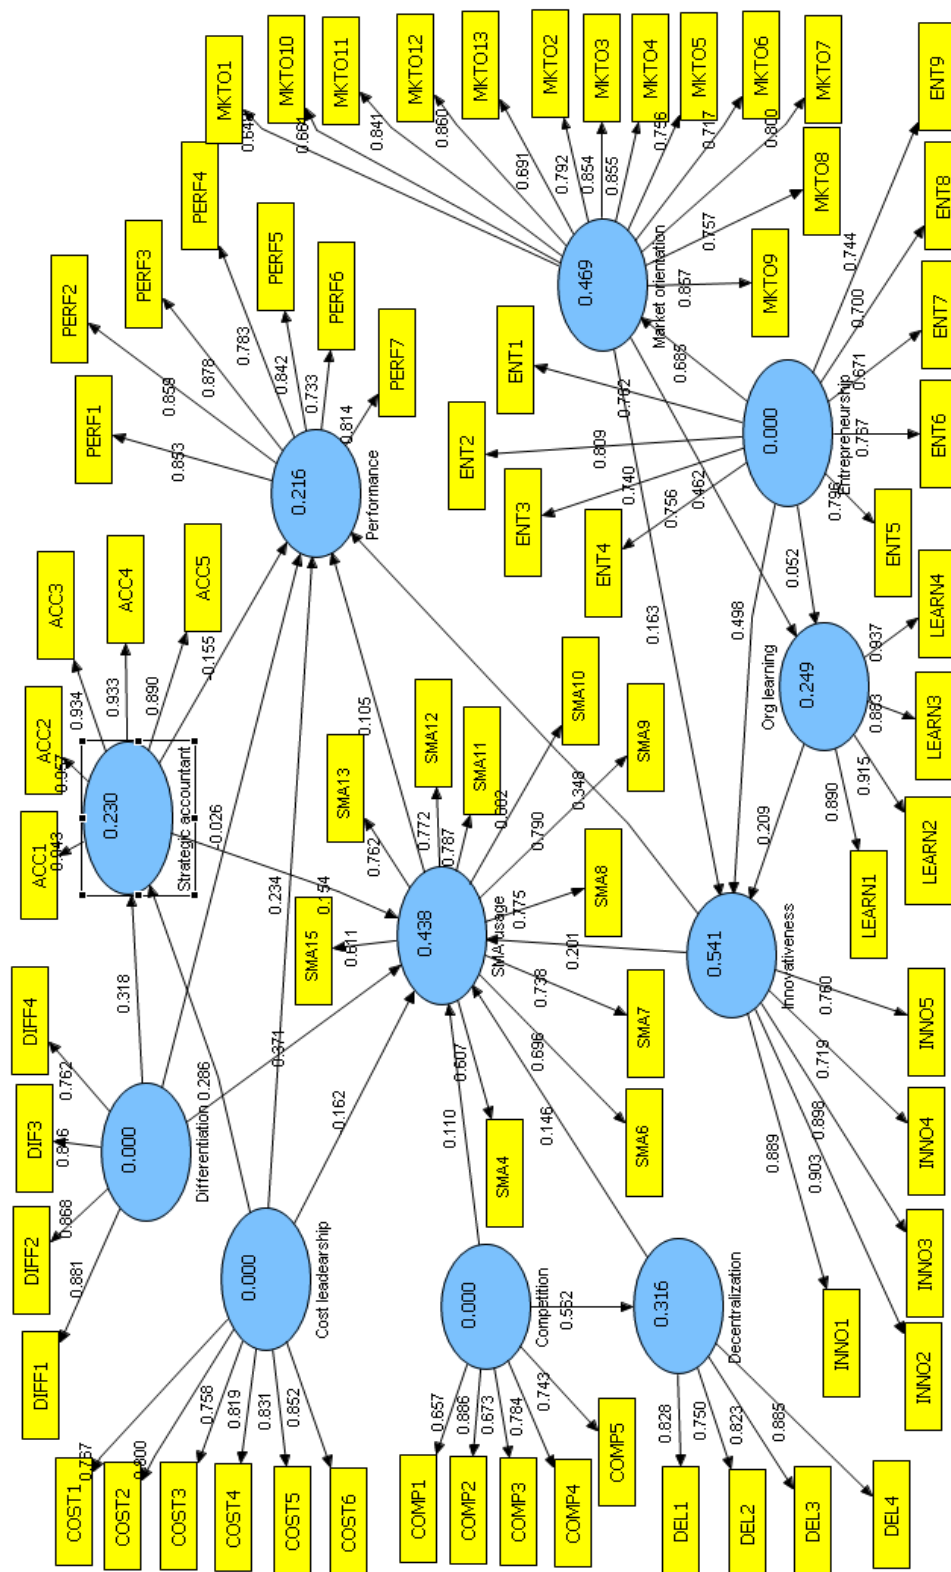 COST1
COST2
COST3
COST4
COST5
COST6
0.800
0.758
0.819
0.831
0.852
0.000
Cost leadearship
DIFF1
DIFF2
DIF3
DIFF4
0.881
0.868
0.846
0.762
0.000
Differentiation
0.318
0.286
-0.026
0.371
0.234
0.162
ACC1
ACC2
ACC3
ACC4
ACC5
0.957
0.934
0.933
0.890
0.230
Strategic accountant
-0.155
0.154
PERF1
PERF2
PERF3
PERF4
PERF5
PERF6
PERF7
0.853
0.859
0.878
0.783
0.842
0.733
0.814
0.216
Performance
MKTO1
MKTO10
MKTO11
MKTO12
MKTO13
MKTO2
MKTO3
MKTO4
MKTO5
MKTO6
MKTO7
MKTO8
MKTO9
0.661
0.841
0.860
0.691
0.792
0.854
0.855
0.756
0.717
0.800
0.757
0.857
0.469
Market orientation
COMP1
COMP2
COMP3
COMP4
COMP5
0.657
0.673
0.784
0.743
0.000
Competition
0.110
0.562
SMA15
SMA13
SMA12
SMA11
SMA10
SMA9
SMA8
SMA7
SMA6
SMA4
0.762
0.772
0.787
0.790
0.775
0.738
0.696
0.607
0.438
SMA usage
0.105
0.348
ENT1
ENT2
ENT3
ENT4
ENT5
ENT6
ENT7
ENT8
ENT9
0.809
0.740
0.756
0.796
0.767
0.671
0.700
0.744
0.000
Entrepreneurship
0.685
0.462
0.163
0.498
0.052
DEL1
DEL2
DEL3
DEL4
0.828
0.750
0.823
0.885
0.316
Decentralization
0.146
INNO1
INNO2
INNO3
INNO4
INNO5
0.889
0.903
0.898
0.719
0.760
0.541
Innovativeness
0.201
0.209
LEARN1
LEARN2
LEARN3
LEARN4
0.890
0.915
0.883
0.937
0.249
Org learning